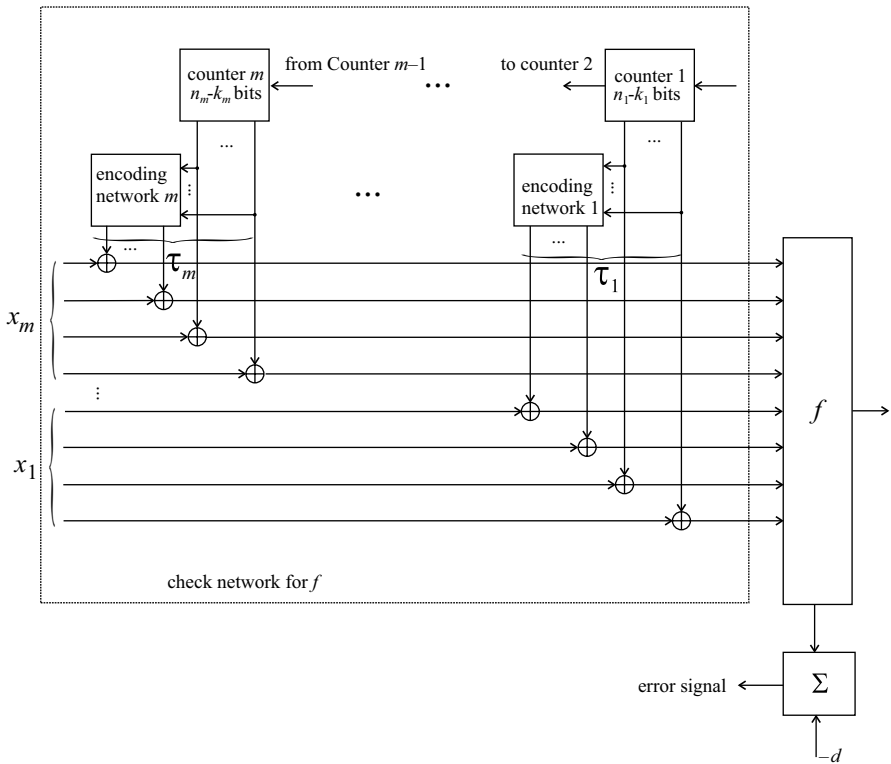 counter m
n_m-k_m bits
from Counter m–1
...
to counter 2
counter 1
n_1-k_1 bits
...
...
encoding
network m
...
...
encoding
network 1
...
...
...
τ_m
τ_1
x_m
...
x_1
f
check network for f
error signal
Σ
–d